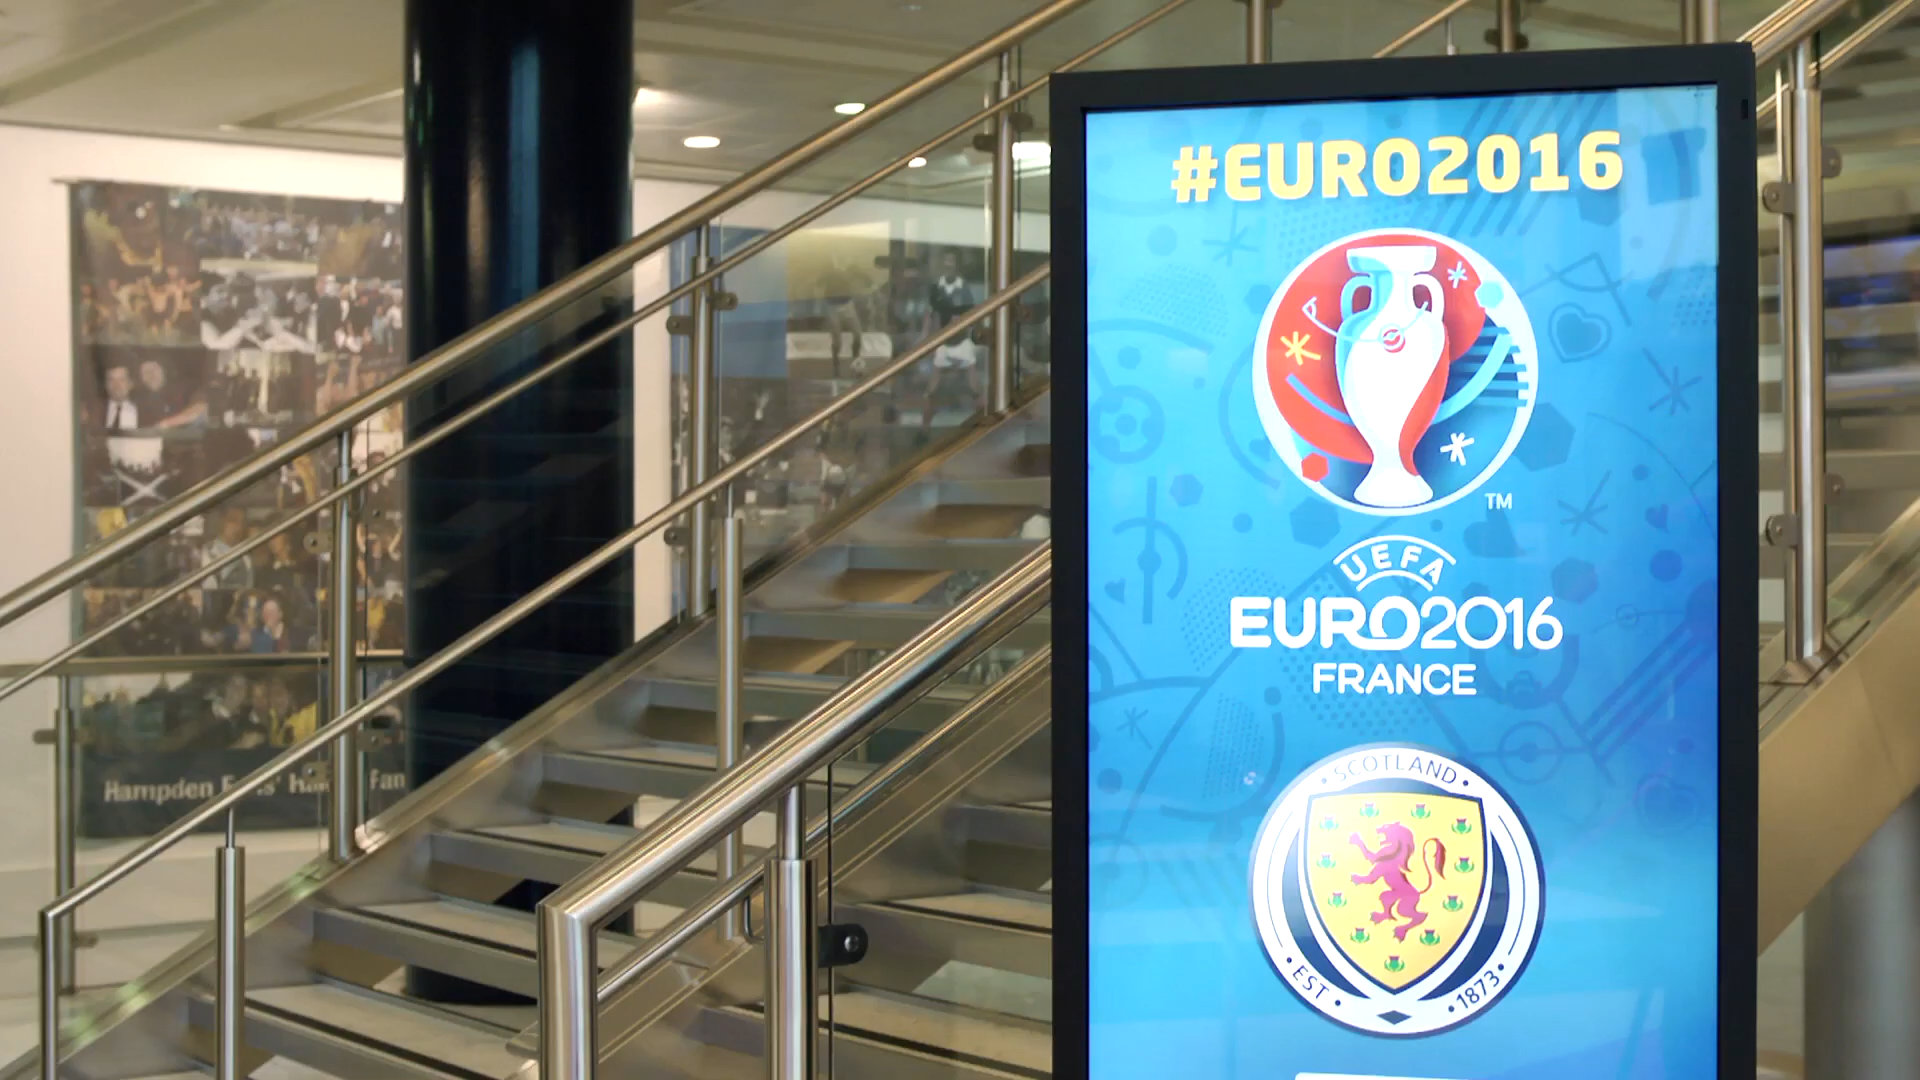 #EURO2016
TM
UEFA
EURO2016
FRANCE
SCOTLAND
EST
1873
Hampden Fan